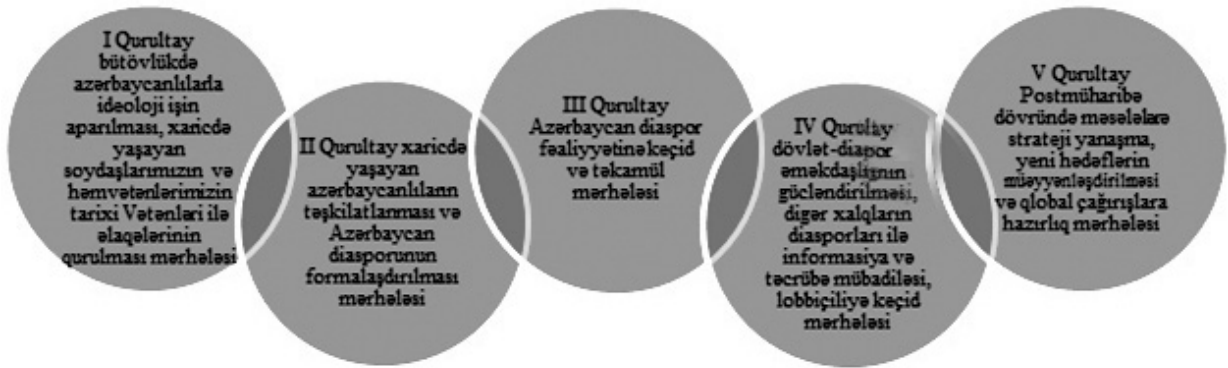 I Qurultay
bütövlükdə
azərbaycanlılarla
ideoloji işin
aparılması, xaricdə
yaşayan
soydaşlarımızın və
həmvətənlərimizin
tarixi Vətənləri ilə
əlaqələrinin
qurulması mərhələsi
II Qurultay xaricdə
yaşayan
azərbaycanlıların
təşkilatlanması və
Azərbaycan
diasporunun
formalaşdırılması
mərhələsi
III Qurultay
Azərbaycan diaspor
fəaliyyətinə keçid
və təkamül
mərhələsi
IV Qurultay
dövlət-diapor
əməkdaşlığının
gücləndirilməsi,
digər xalqların
diasporları ilə
informasiya və
təcrübə mübadiləsi,
lobbiçiliyə keçid
mərhələsi
V Qurultay
Postmüharibə
dövründə məsələlərə
strateji yanaşma,
yeni hədəflərin
müəyyənləşdirilməsi
və qlobal çağırışlara
hazırlıq mərhələsi